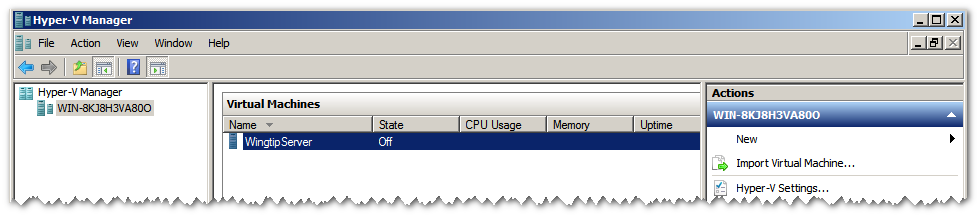 Hyper-V Manager
File Action View Window Help
Hyper-V Manager
WIN-8KJ8H3VA80O
Virtual Machines
Name State CPU Usage Memory Uptime
WingtipServer Off
Actions
WIN-8KJ8H3VA80O
New
Import Virtual Machine...
Hyper-V Settings...